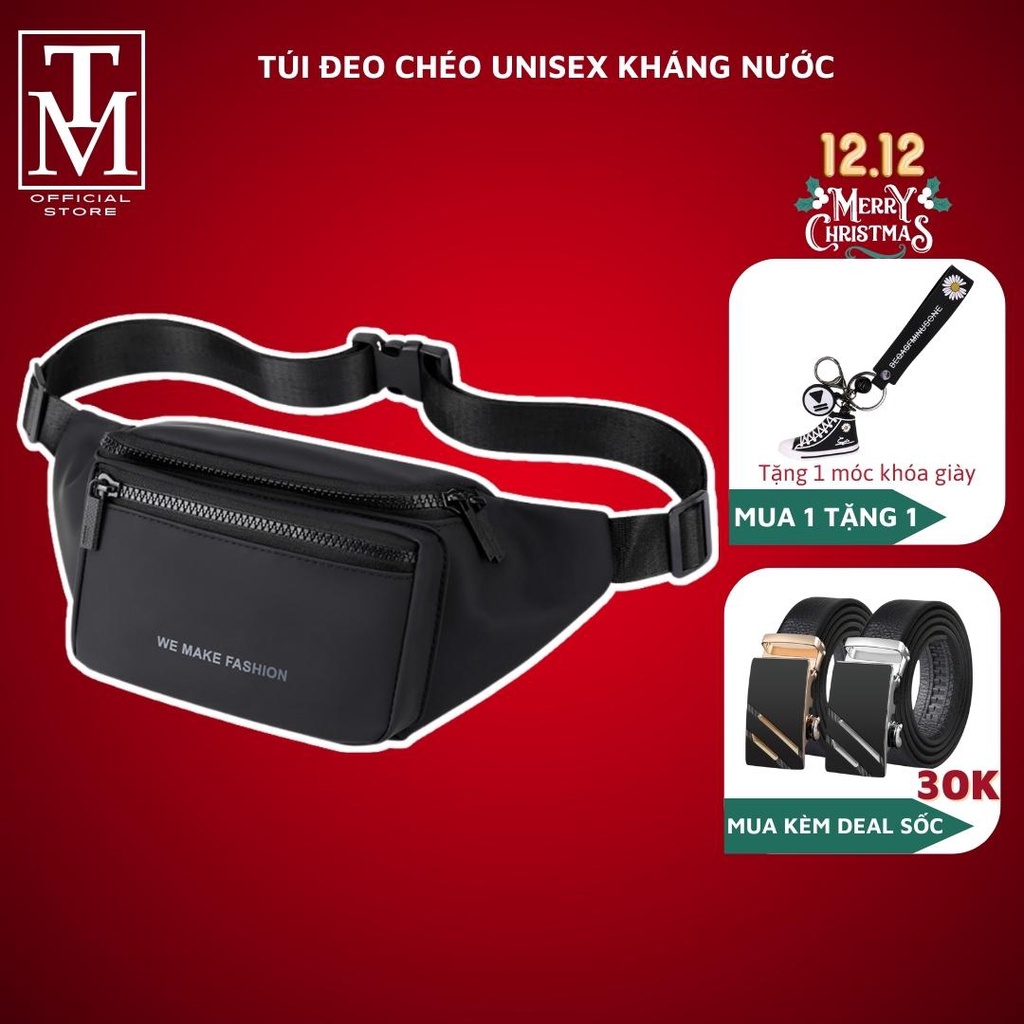 TM
OFFICIAL
STORE
TÚI ĐEO CHÉO UNISEX KHÁNG NƯỚC
12.12
MERRY
CHRISTMAS
BECAOFMINUSONE
Tặng 1 móc khóa giày
MUA 1 TẶNG 1
WE MAKE FASHION
30K
MUA KÈM DEAL SỐC